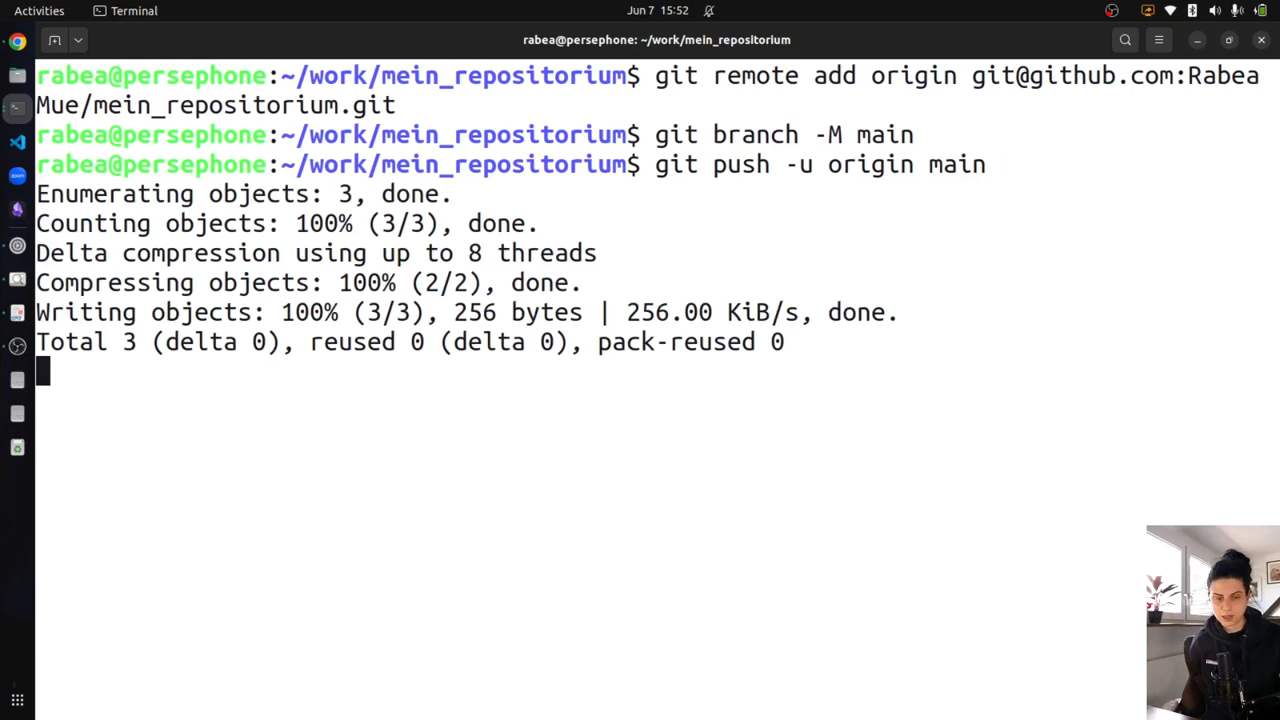 Activities Terminal Jun 7 15:52
rabea@persephone: ~/work/mein_repositorium
rabea@persephone:~/work/mein_repositorium$ git remote add origin git@github.com:Rabea
Mue/mein_repositorium.git
rabea@persephone:~/work/mein_repositorium$ git branch -M main
rabea@persephone:~/work/mein_repositorium$ git push -u origin main
Enumerating objects: 3, done.
Counting objects: 100% (3/3), done.
Delta compression using up to 8 threads
Compressing objects: 100% (2/2), done.
Writing objects: 100% (3/3), 256 bytes | 256.00 KiB/s, done.
Total 3 (delta 0), reused 0 (delta 0), pack-reused 0
zoom